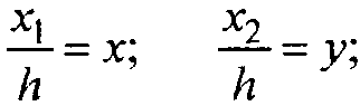 x₁/h = x; x₂/h = y;